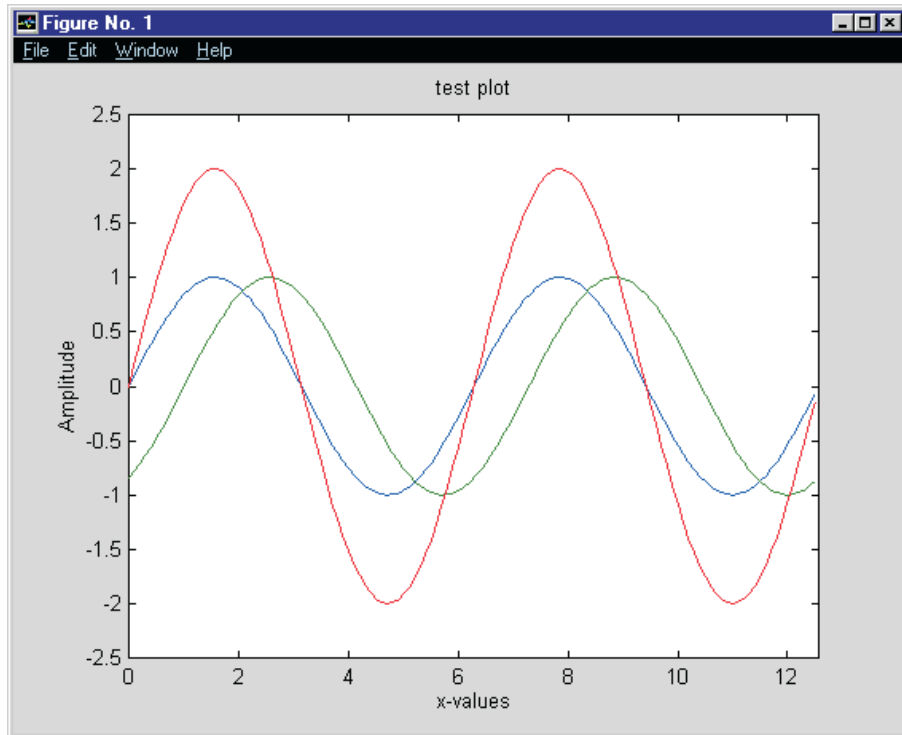 Figure No. 1
File Edit Window Help
test plot
2.5
2
1.5
1
0.5
0
-0.5
-1
-1.5
-2
-2.5
Amplitude
0 2 4 6 8 10 12
x-values